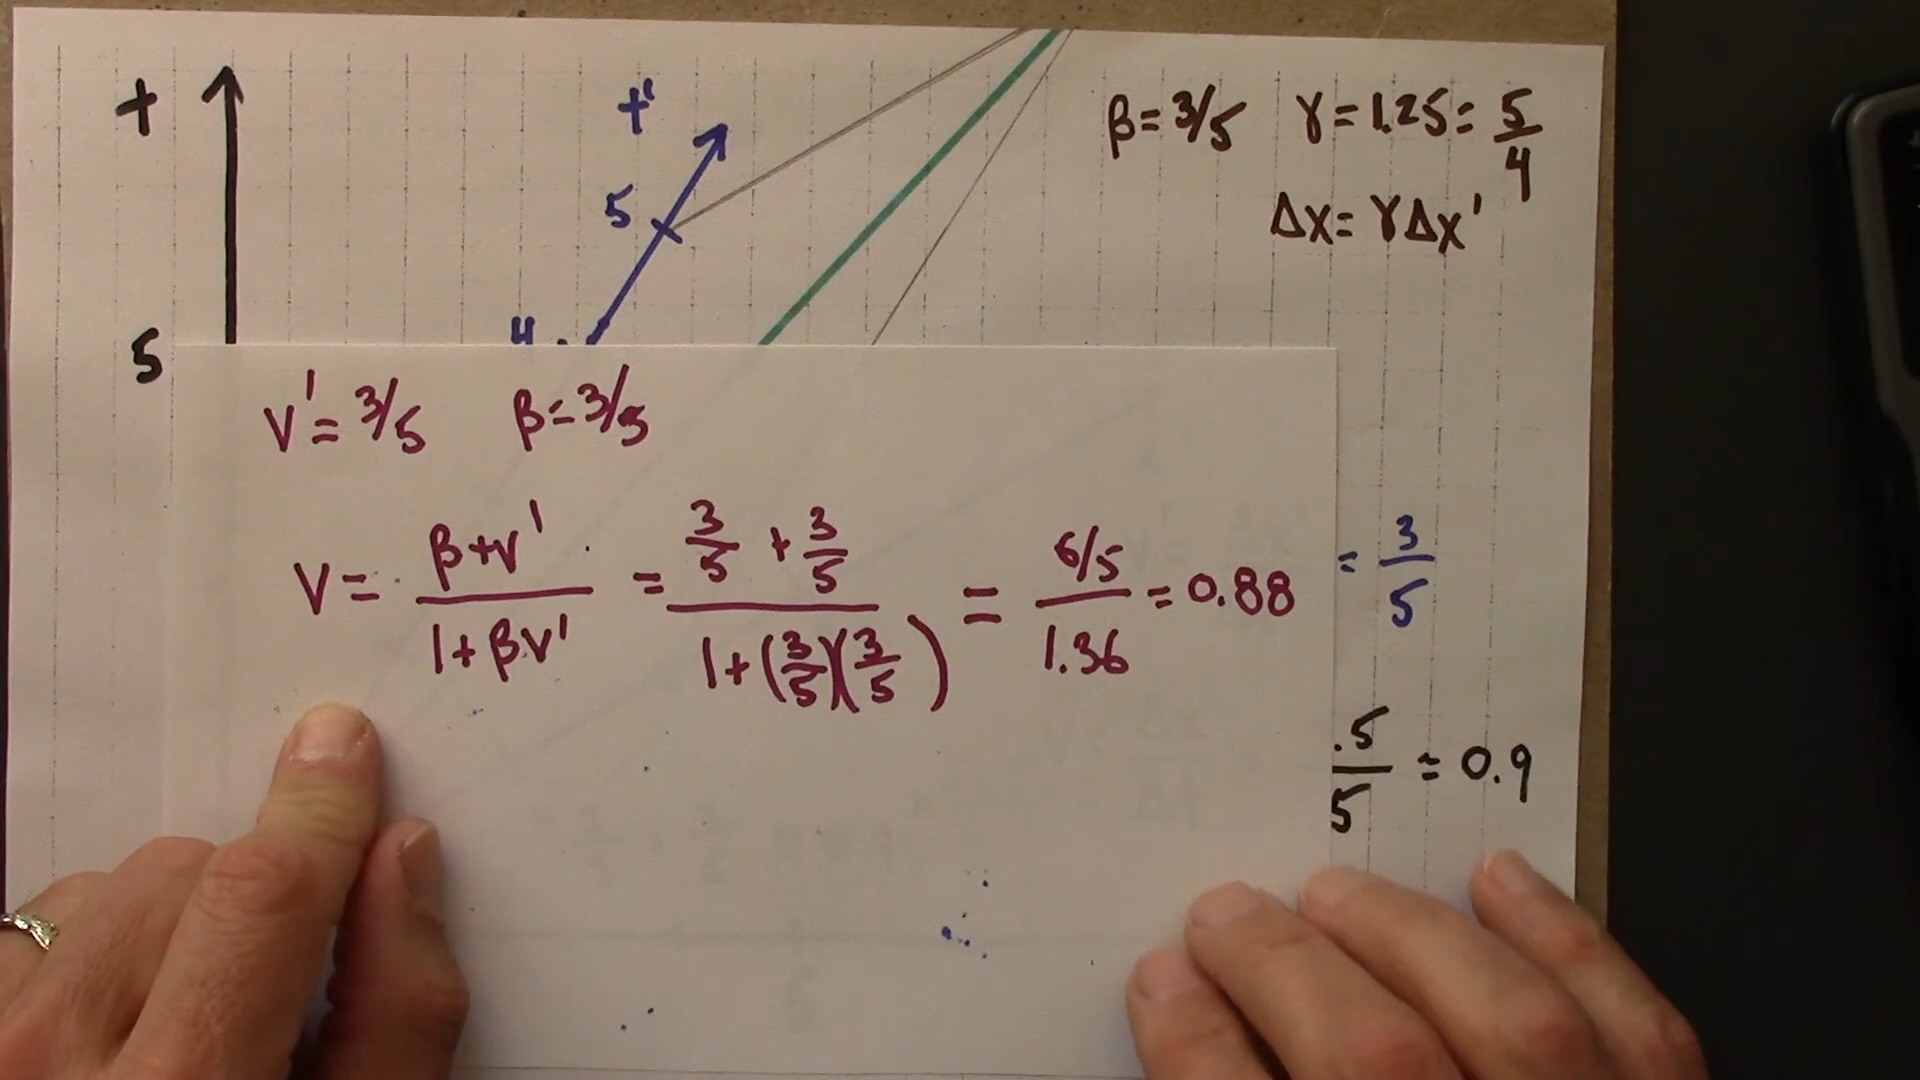 t
t'
β=3/5 γ=1.25=5/4
5
Δx=γΔx'
4
5
v'=3/5 β=3/5
v= (β+v')/(1+βv') = (3/5+3/5)/(1+(3/5)(3/5)) = (6/5)/1.36 = 0.88
= 3/5
.5/5 = 0.9